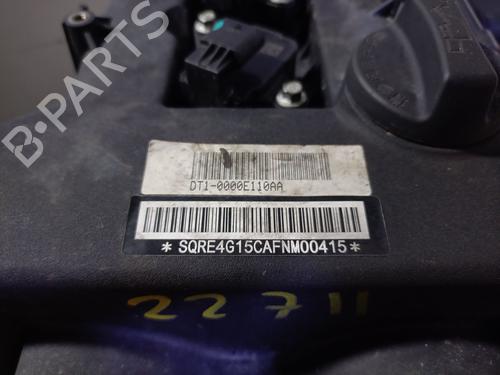 B-PARTS
DT1-0000E110AA
* SQRE4G15CAFNM00415 *
22711